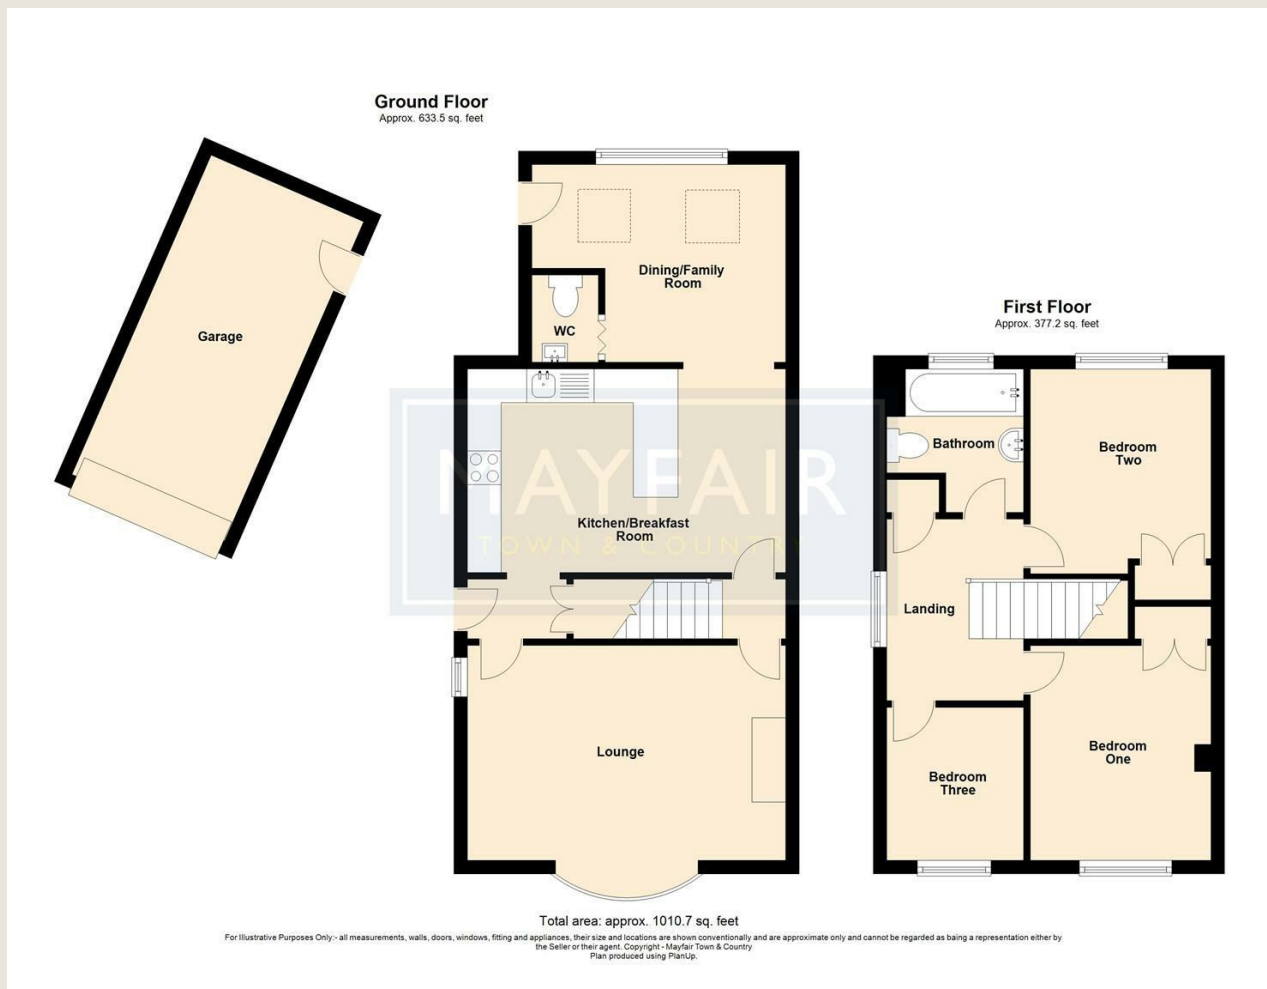 Ground Floor
Approx. 633.5 sq. feet
Garage
Dining/Family
Room
WC
Kitchen/Breakfast
Room
Lounge
First Floor
Approx. 377.2 sq. feet
Bathroom
Bedroom
Two
Landing
Bedroom
One
Bedroom
Three
MAYFAIR
TOWN & COUNTRY
Total area: approx. 1010.7 sq. feet
For Illustrative Purposes Only:- all measurements, walls, doors, windows, fitting and appliances, their size and locations are shown conventionally and are approximate only and cannot be regarded as baing a representation either by
the Seller or their agent. Copyright - Mayfair Town & Country
Plan produced using PlanUp.